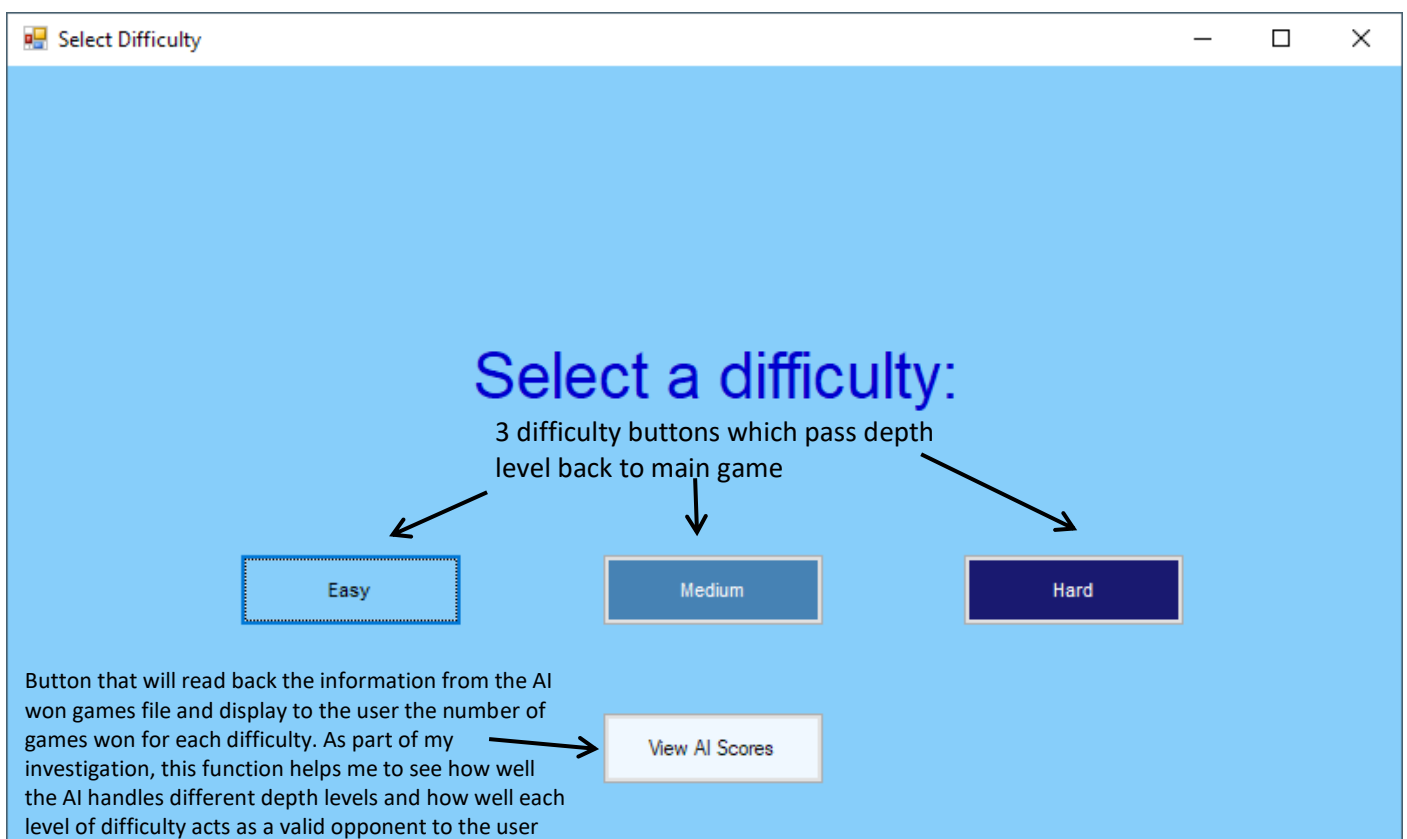 Select Difficulty
Select a difficulty:
3 difficulty buttons which pass depth
level back to main game
Easy
Medium
Hard
Button that will read back the information from the AI
won games file and display to the user the number of
games won for each difficulty. As part of my
investigation, this function helps me to see how well
the AI handles different depth levels and how well each
level of difficulty acts as a valid opponent to the user
View AI Scores